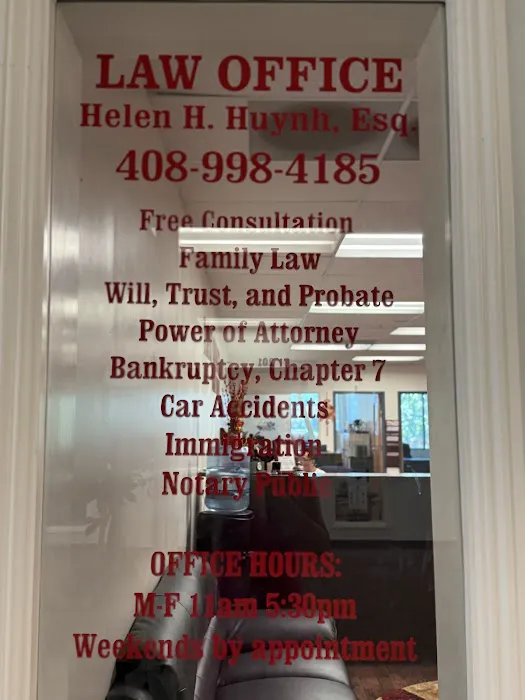 LAW OFFICE
Helen H. Huynh, Esq.
408-998-4185
Free Consultation
Family Law
Will, Trust, and Probate
Power of Attorney
Bankruptcy, Chapter 7
Car Accidents
Immigration
Notary Public
OFFICE HOURS:
M-F 11am 5:30pm
Weekends by appointment